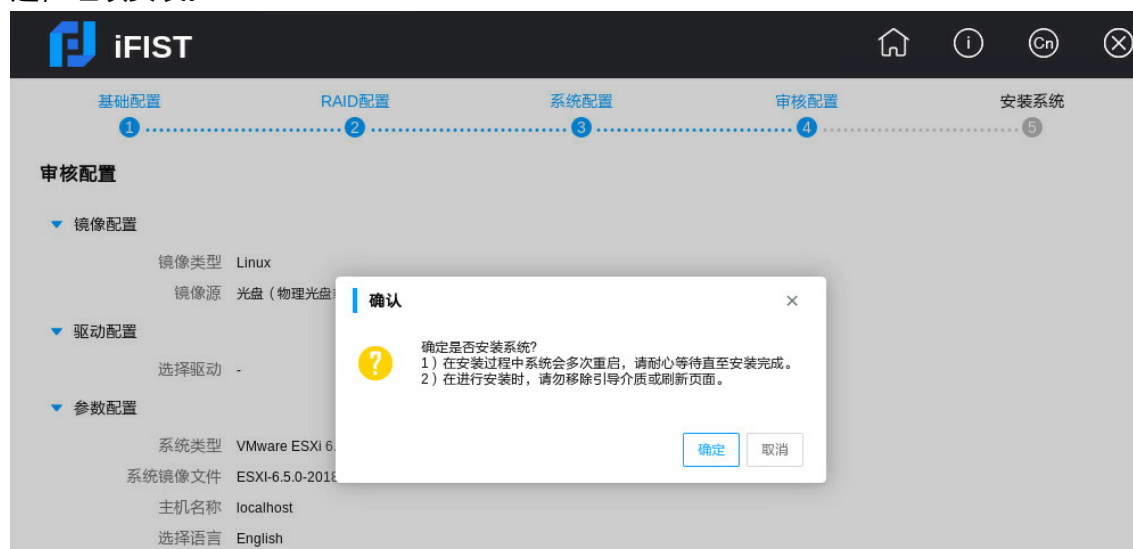 iFIST
Cn
基础配置 RAID配置 系统配置 审核配置 安装系统
1 2 3 4 5
审核配置
镜像配置
镜像类型 Linux
镜像源 光盘（物理光盘
确认
确定是否安装系统?
1）在安装过程中系统会多次重启，请耐心等待直至安装完成。
2）在进行安装时，请勿移除引导介质或刷新页面。
确定 取消
驱动配置
选择驱动 -
参数配置
系统类型 VMware ESXi 6.
系统镜像文件 ESXI-6.5.0-2018
主机名称 localhost
选择语言 English